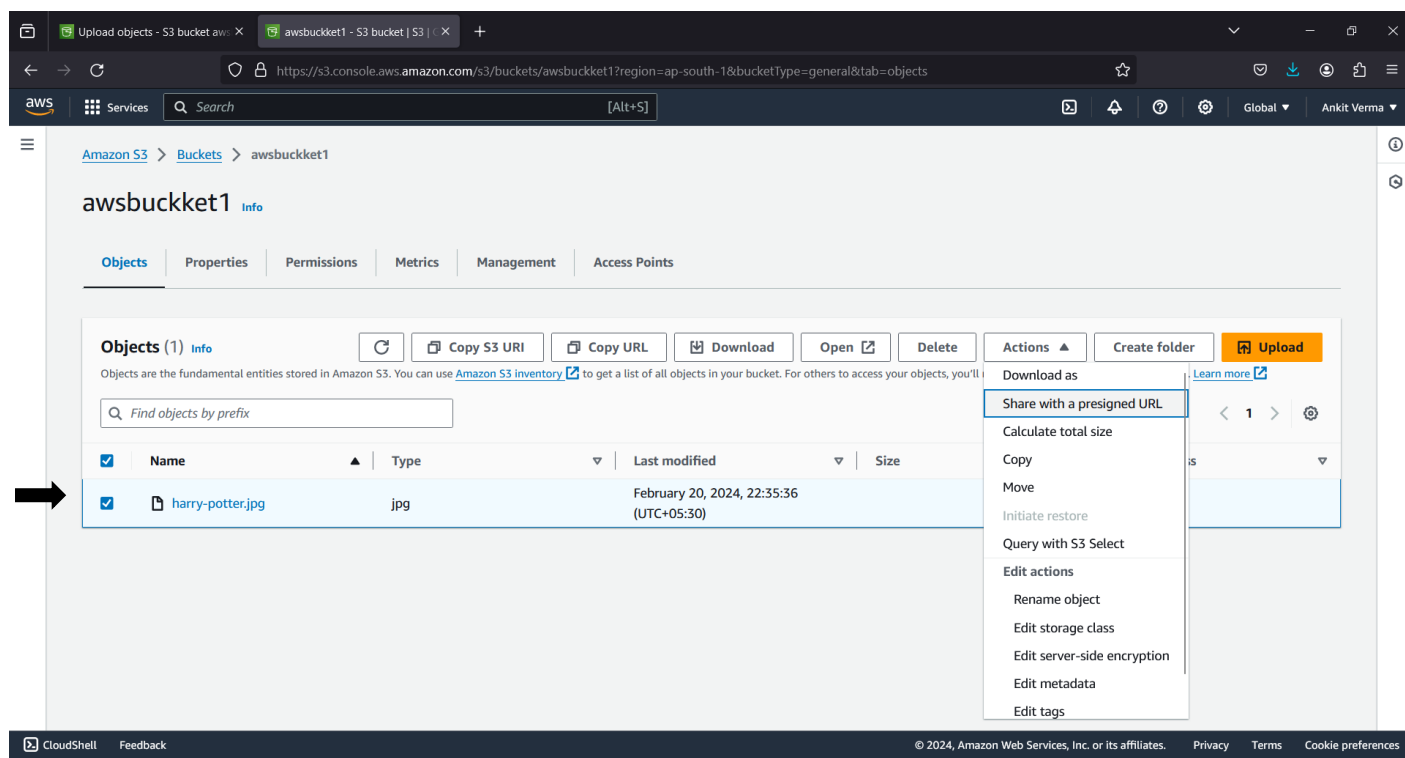 Upload objects - S3 bucket aws
awsbuckket1 - S3 bucket | S3 |
https://s3.console.aws.amazon.com/s3/buckets/awsbuckket1?region=ap-south-1&bucketType=general&tab=objects
aws Services Search [Alt+S] Global Ankit Verma
Amazon S3 > Buckets > awsbuckket1
awsbuckket1 Info
Objects Properties Permissions Metrics Management Access Points
Objects (1) Info Copy S3 URI Copy URL Download Open Delete Actions Create folder Upload
Objects are the fundamental entities stored in Amazon S3. You can use Amazon S3 inventory to get a list of all objects in your bucket. For others to access your objects, you'll Learn more
Find objects by prefix 1
Name Type Last modified Size
harry-potter.jpg jpg February 20, 2024, 22:35:36
(UTC+05:30)
Download as
Share with a presigned URL
Calculate total size
Copy
Move
Initiate restore
Query with S3 Select
Edit actions
Rename object
Edit storage class
Edit server-side encryption
Edit metadata
Edit tags
CloudShell Feedback © 2024, Amazon Web Services, Inc. or its affiliates. Privacy Terms Cookie preferences